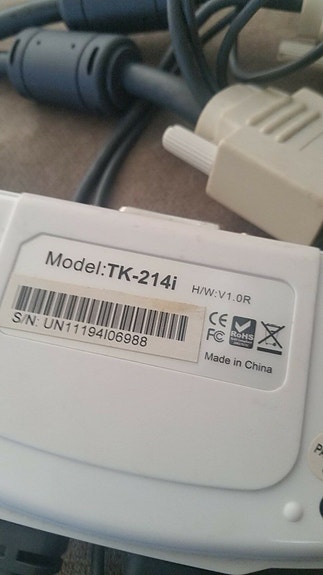 Model:TK-214i H/W:V1.0R
S/N: UN11194I06988
CE
FC
RoHS
Made in China